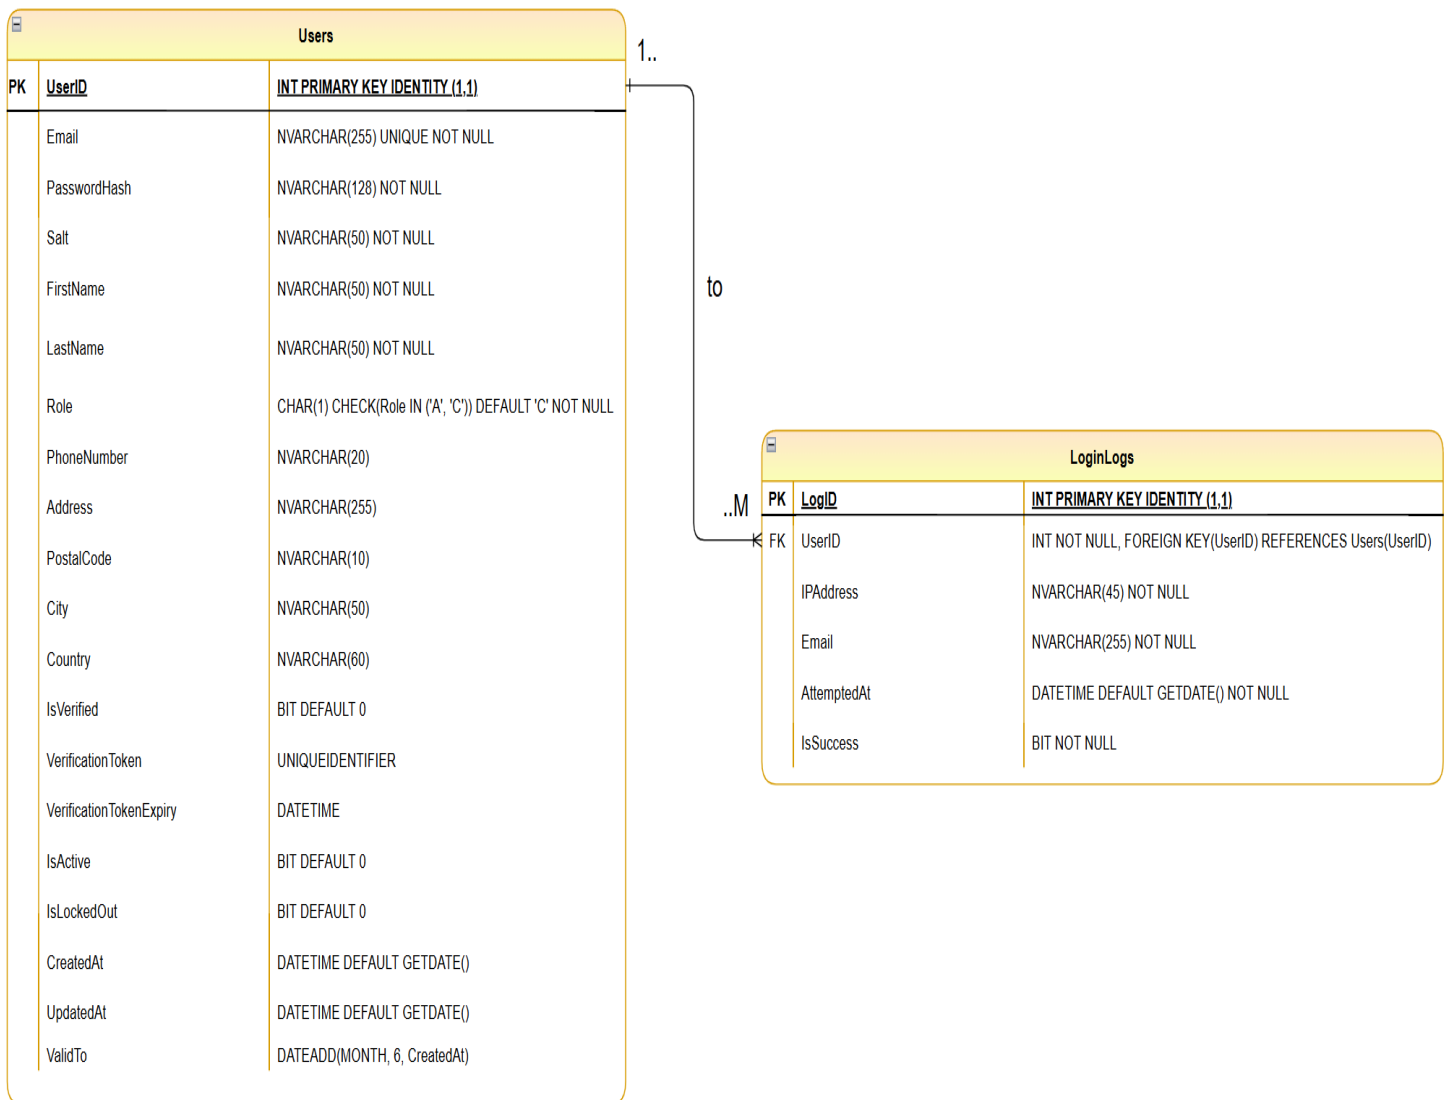 Users
PK UserID INT PRIMARY KEY IDENTITY (1,1)
Email NVARCHAR(255) UNIQUE NOT NULL
PasswordHash NVARCHAR(128) NOT NULL
Salt NVARCHAR(50) NOT NULL
FirstName NVARCHAR(50) NOT NULL
LastName NVARCHAR(50) NOT NULL
Role CHAR(1) CHECK(Role IN ('A', 'C')) DEFAULT 'C' NOT NULL
PhoneNumber NVARCHAR(20)
Address NVARCHAR(255)
PostalCode NVARCHAR(10)
City NVARCHAR(50)
Country NVARCHAR(60)
IsVerified BIT DEFAULT 0
VerificationToken UNIQUEIDENTIFIER
VerificationTokenExpiry DATETIME
IsActive BIT DEFAULT 0
IsLockedOut BIT DEFAULT 0
CreatedAt DATETIME DEFAULT GETDATE()
UpdatedAt DATETIME DEFAULT GETDATE()
ValidTo DATEADD(MONTH, 6, CreatedAt)
1..
to
..M
LoginLogs
PK LogID INT PRIMARY KEY IDENTITY (1,1)
FK UserID INT NOT NULL, FOREIGN KEY(UserID) REFERENCES Users(UserID)
IPAddress NVARCHAR(45) NOT NULL
Email NVARCHAR(255) NOT NULL
AttemptedAt DATETIME DEFAULT GETDATE() NOT NULL
IsSuccess BIT NOT NULL